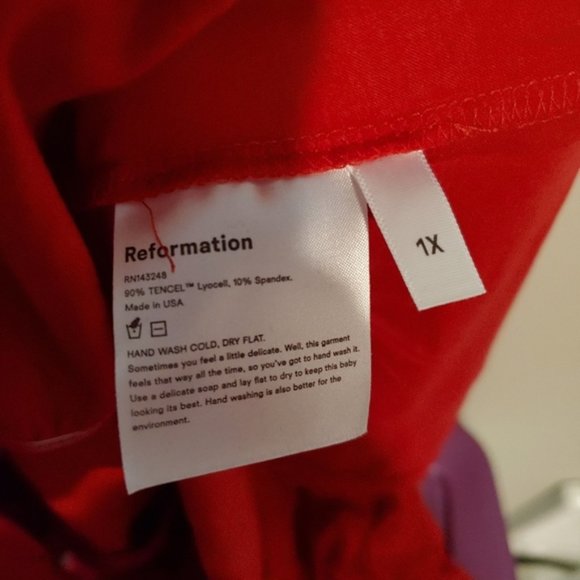 Reformation
RN143248
90% TENCEL™ Lyocell, 10% Spandex.
Made in USA
HAND WASH COLD, DRY FLAT.
Sometimes you feel a little delicate. Well, this garment
feels that way all the time, so you've got to hand wash it.
Use a delicate soap and lay flat to dry to keep this baby
looking its best. Hand washing is also better for the
environment.
1X